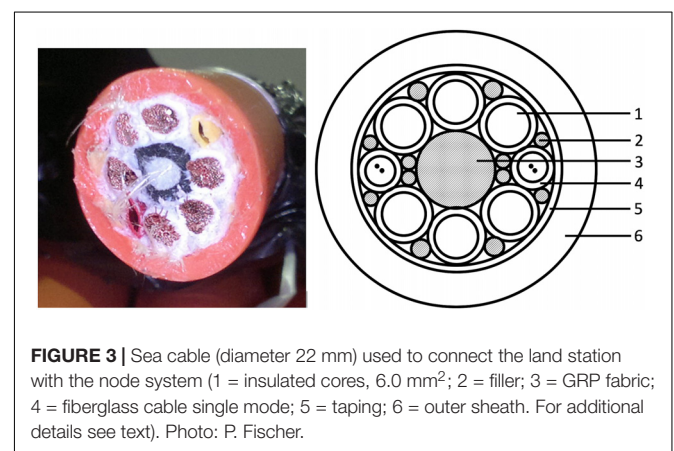 1
2
3
4
5
6
FIGURE 3 | Sea cable (diameter 22 mm) used to connect the land station
with the node system (1 = insulated cores, 6.0 mm²; 2 = filler; 3 = GRP fabric;
4 = fiberglass cable single mode; 5 = taping; 6 = outer sheath. For additional
details see text). Photo: P. Fischer.